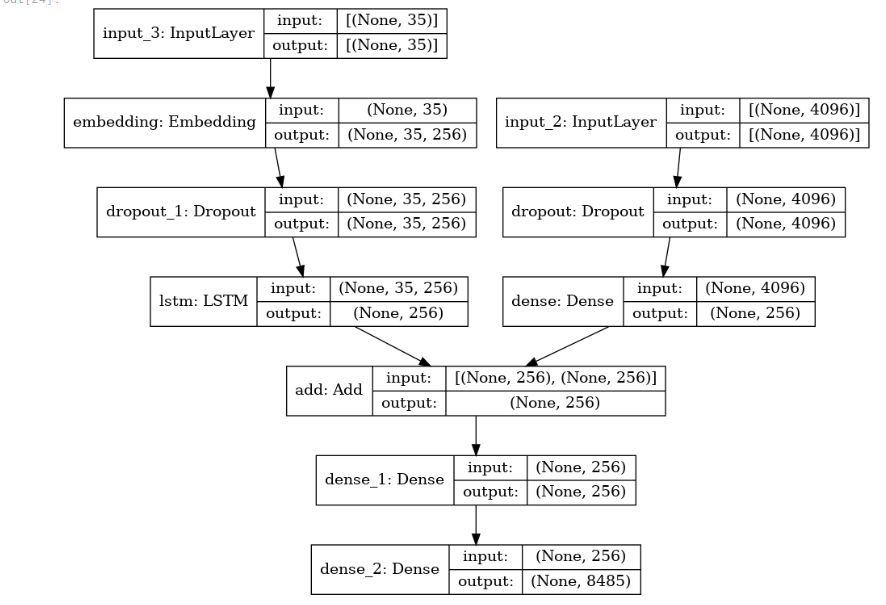 out[24]:
input_3: InputLayer
input: [(None, 35)]
output: [(None, 35)]
embedding: Embedding
input: (None, 35)
output: (None, 35, 256)
input_2: InputLayer
input: [(None, 4096)]
output: [(None, 4096)]
dropout_1: Dropout
input: (None, 35, 256)
output: (None, 35, 256)
dropout: Dropout
input: (None, 4096)
output: (None, 4096)
lstm: LSTM
input: (None, 35, 256)
output: (None, 256)
dense: Dense
input: (None, 4096)
output: (None, 256)
add: Add
input: [(None, 256), (None, 256)]
output: (None, 256)
dense_1: Dense
input: (None, 256)
output: (None, 256)
dense_2: Dense
input: (None, 256)
output: (None, 8485)